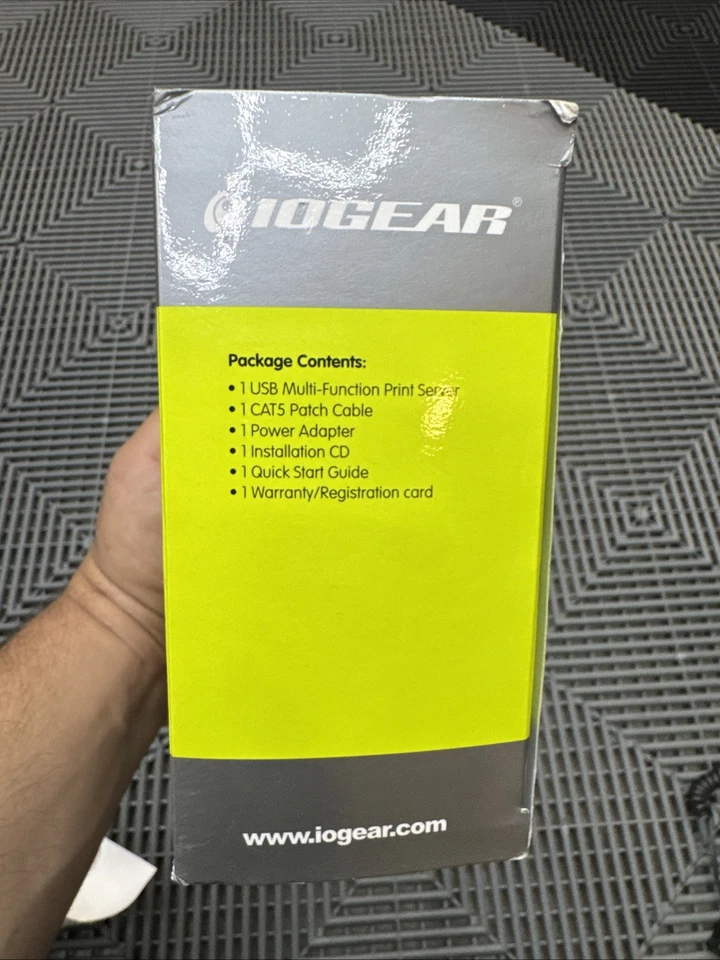 IOGEAR®
Package Contents:
• 1 USB Multi-Function Print Server
• 1 CAT5 Patch Cable
• 1 Power Adapter
• 1 Installation CD
• 1 Quick Start Guide
• 1 Warranty/Registration card
www.iogear.com